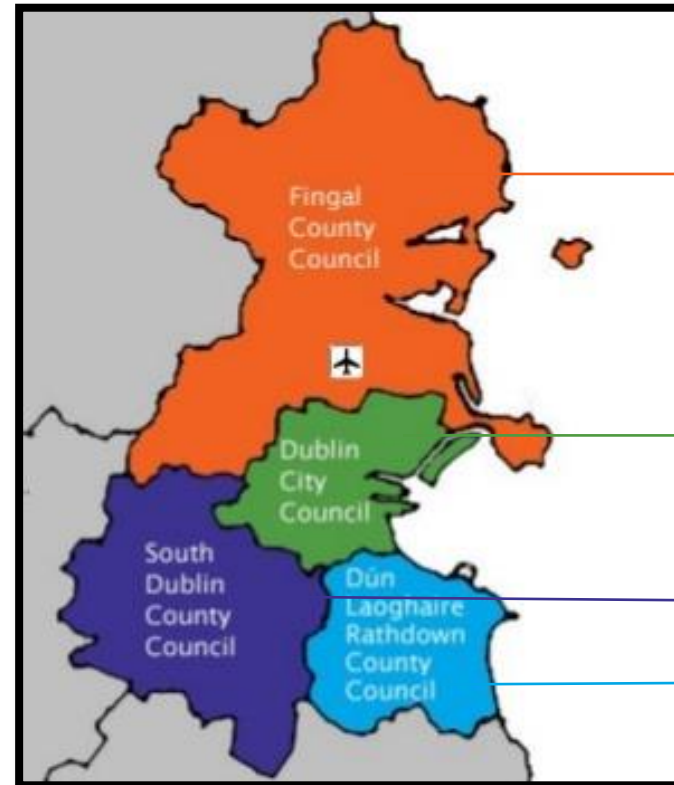 Fingal
County
Council
Dublin
City
Council
South
Dublin
County
Council
Dún
Laoghaire
Rathdown
County
Council